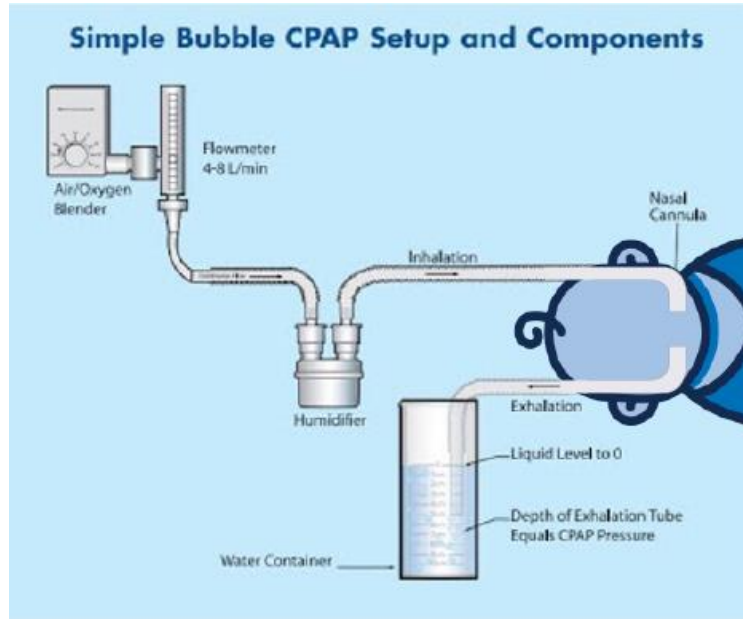 Simple Bubble CPAP Setup and Components
Flowmeter
4-8 L/min
Air/Oxygen
Blender
Nasal
Cannula
Inhalation
Humidifier
Exhalation
Liquid Level to 0
Depth of Exhalation Tube
Equals CPAP Pressure
Water Container